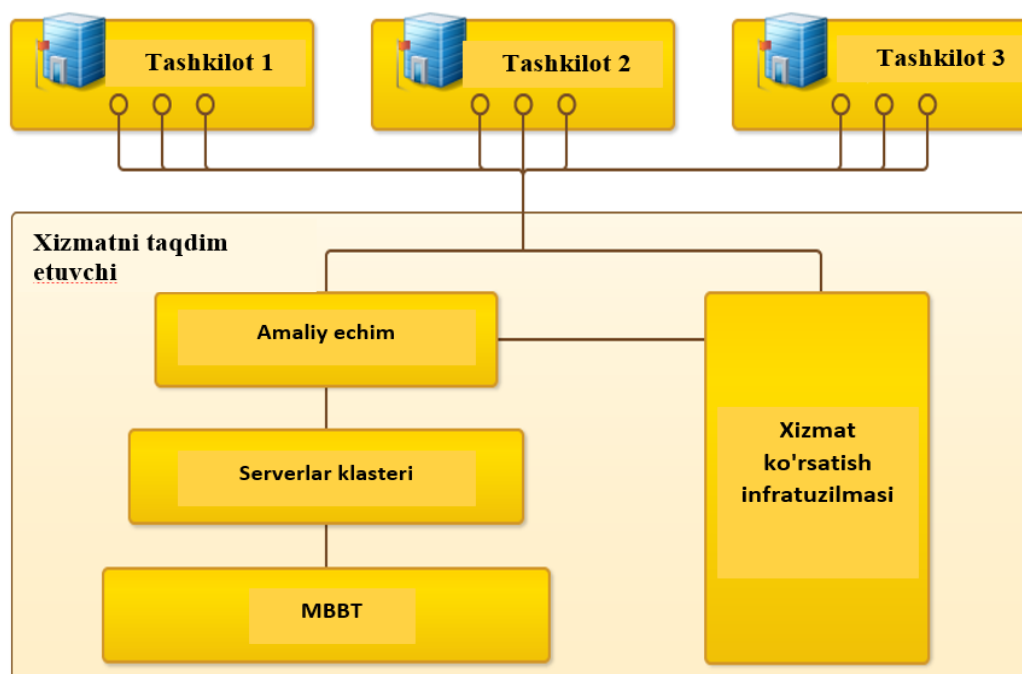 Tashkilot 1
Tashkilot 2
Tashkilot 3
Xizmatni taqdim
etuvchi
Amaliy echim
Serverlar klasteri
MBBT
Xizmat
ko'rsatish
infratuzilmasi